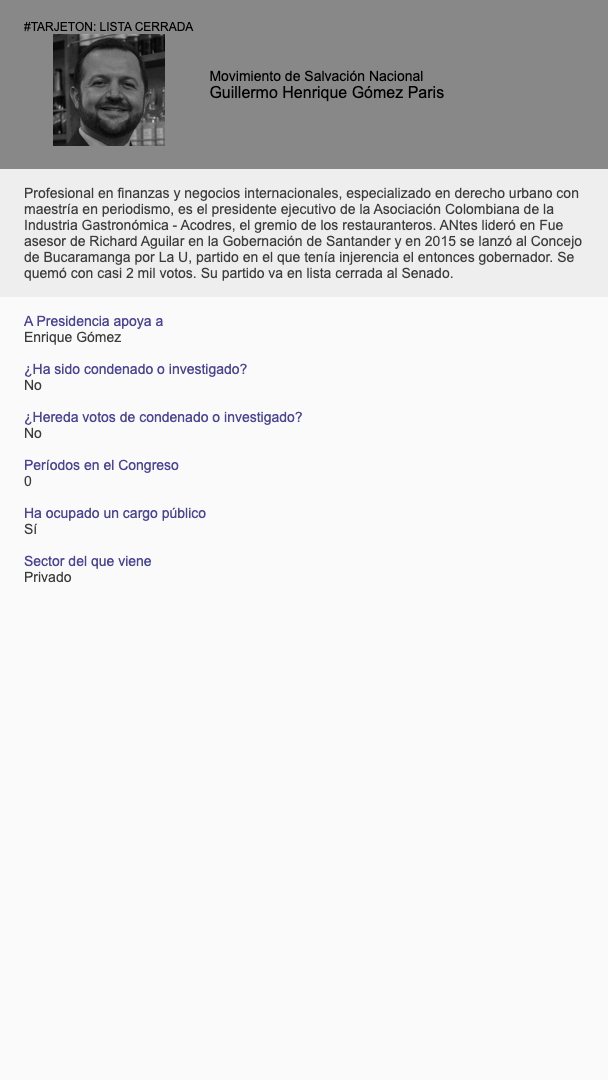 #TARJETON: LISTA CERRADA
Movimiento de Salvación Nacional
Guillermo Henrique Gómez Paris
Profesional en finanzas y negocios internacionales, especializado en derecho urbano con
maestría en periodismo, es el presidente ejecutivo de la Asociación Colombiana de la
Industria Gastronómica - Acodres, el gremio de los restauranteros. ANtes lideró en Fue
asesor de Richard Aguilar en la Gobernación de Santander y en 2015 se lanzó al Concejo
de Bucaramanga por La U, partido en el que tenía injerencia el entonces gobernador. Se
quemó con casi 2 mil votos. Su partido va en lista cerrada al Senado.
A Presidencia apoya a
Enrique Gómez
¿Ha sido condenado o investigado?
No
¿Hereda votos de condenado o investigado?
No
Períodos en el Congreso
0
Ha ocupado un cargo público
Sí
Sector del que viene
Privado